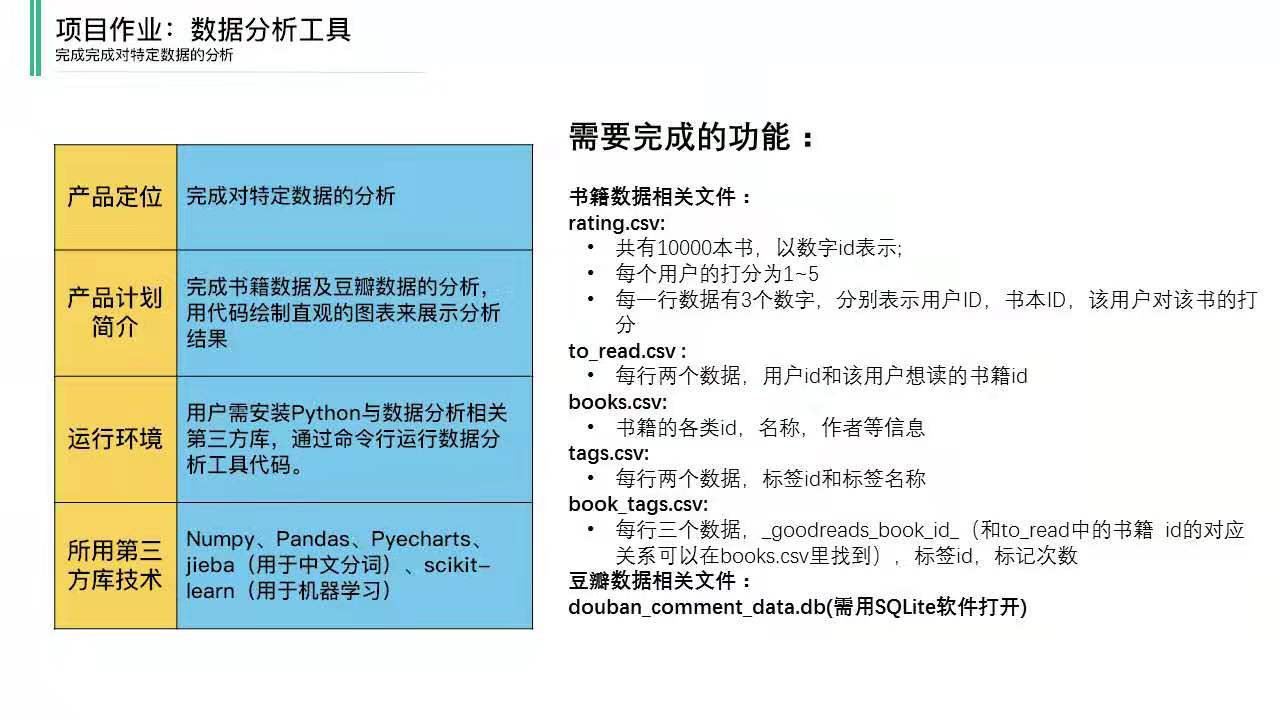 项目作业：数据分析工具
完成完成对特定数据的分析
产品定位
完成对特定数据的分析
产品计划
简介
完成书籍数据及豆瓣数据的分析，
用代码绘制直观的图表来展示分析
结果
运行环境
用户需安装Python与数据分析相关
第三方库，通过命令行运行数据分
析工具代码。
所用第三
方库技术
Numpy、Pandas、Pyecharts、
jieba（用于中文分词）、scikit-
learn（用于机器学习）
需要完成的功能：
书籍数据相关文件：
rating.csv:
• 共有10000本书，以数字id表示;
• 每个用户的打分为1~5
• 每一行数据有3个数字，分别表示用户ID，书本ID，该用户对该书的打
分
to_read.csv :
• 每行两个数据，用户id和该用户想读的书籍id
books.csv:
• 书籍的各类id，名称，作者等信息
tags.csv:
• 每行两个数据，标签id和标签名称
book_tags.csv:
• 每行三个数据，_goodreads_book_id_（和to_read中的书籍 id的对应
关系可以在books.csv里找到），标签id，标记次数
豆瓣数据相关文件：
douban_comment_data.db(需用SQLite软件打开)